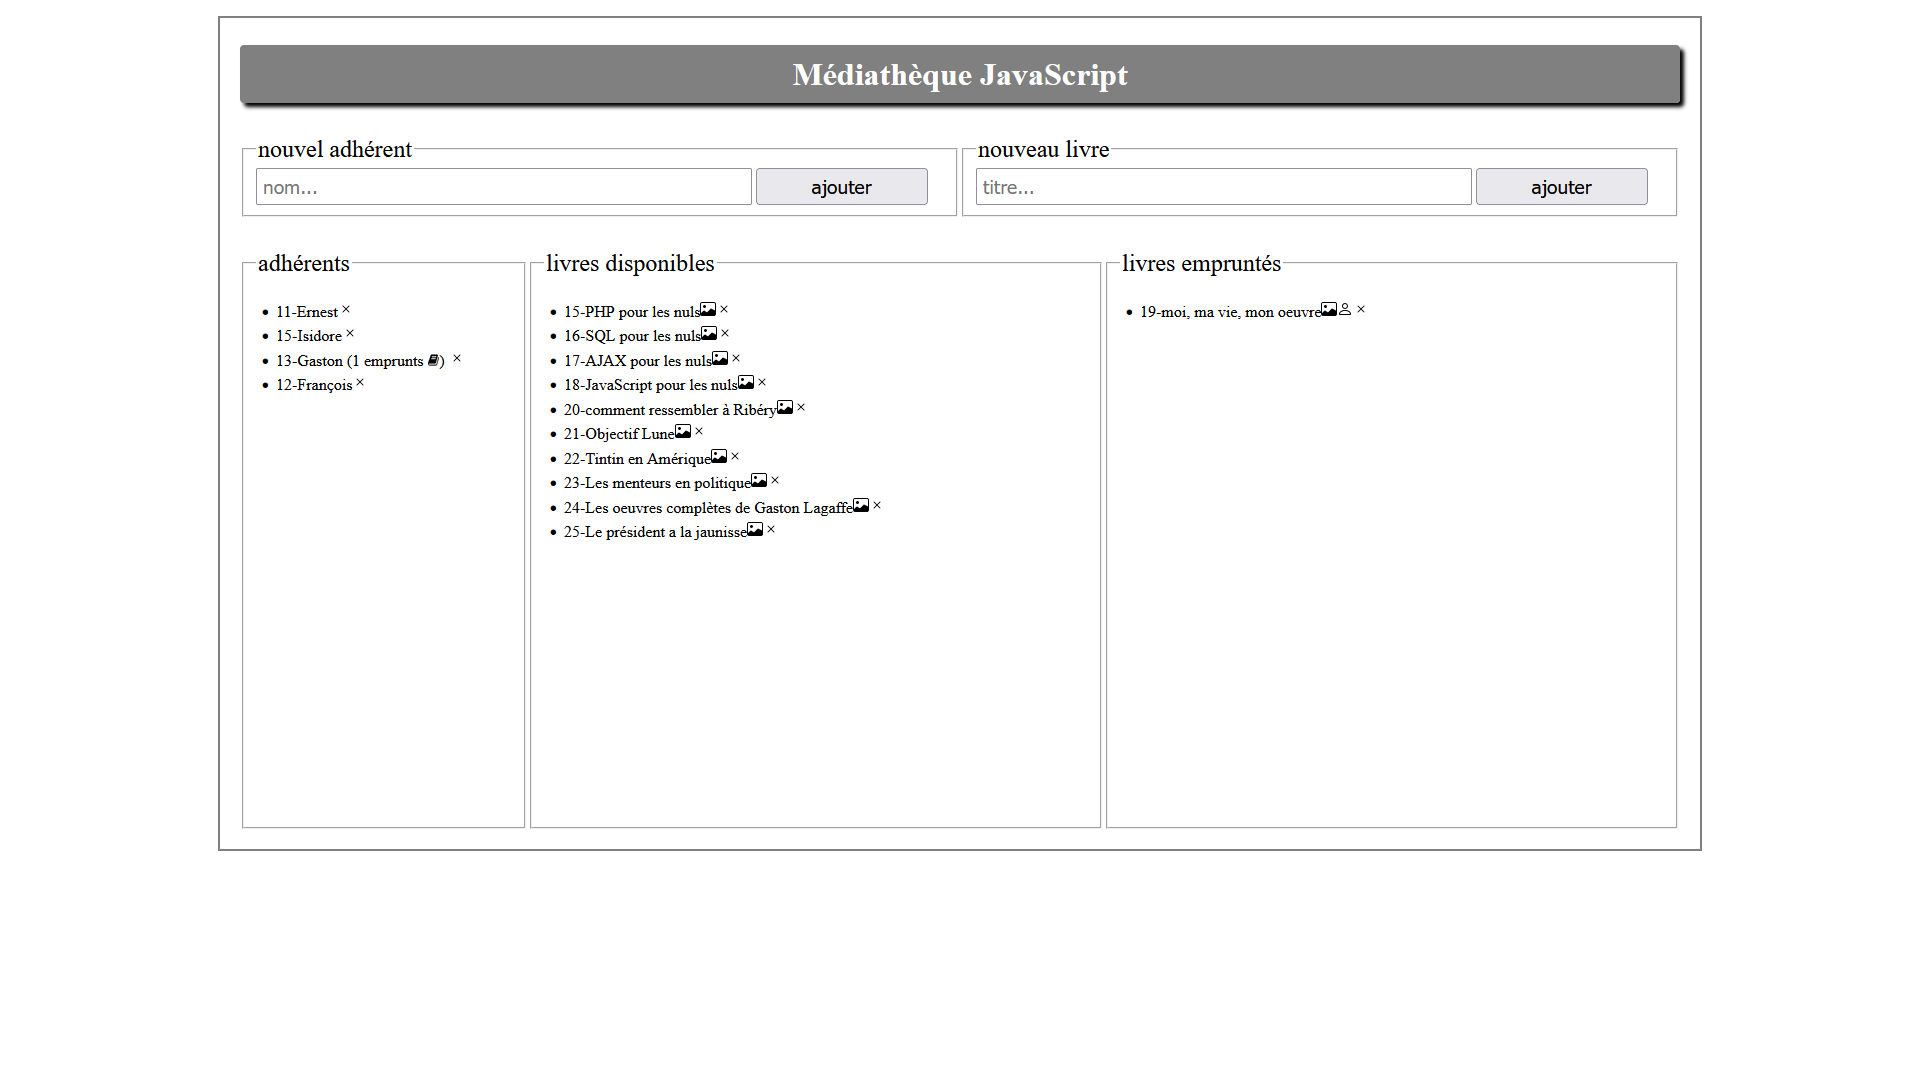 Médiathèque JavaScript
nouvel adhérent
nom...
ajouter
nouveau livre
titre...
ajouter
adhérents
11-Ernest
15-Isidore
13-Gaston (1 emprunts )
12-François
livres disponibles
15-PHP pour les nuls
16-SQL pour les nuls
17-AJAX pour les nuls
18-JavaScript pour les nuls
20-comment ressembler à Ribéry
21-Objectif Lune
22-Tintin en Amérique
23-Les menteurs en politique
24-Les oeuvres complètes de Gaston Lagaffe
25-Le président a la jaunisse
livres empruntés
19-moi, ma vie, mon oeuvre